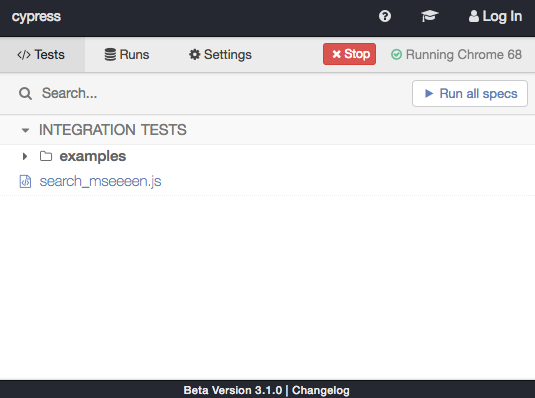 cypress Log In
Tests Runs Settings Stop Running Chrome 68
Search... Run all specs
INTEGRATION TESTS
examples
search_mseeeen.js
Beta Version 3.1.0 | Changelog